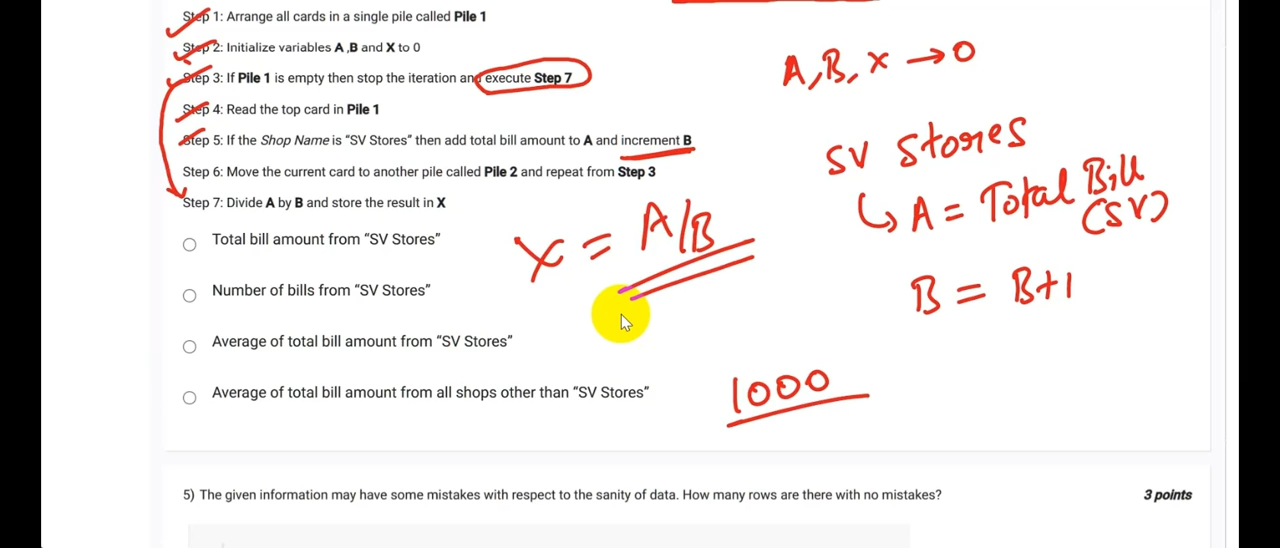 Step 1: Arrange all cards in a single pile called Pile 1
Step 2: Initialize variables A ,B and X to 0
Step 3: If Pile 1 is empty then stop the iteration and execute Step 7
Step 4: Read the top card in Pile 1
Step 5: If the Shop Name is “SV Stores” then add total bill amount to A and increment B
Step 6: Move the current card to another pile called Pile 2 and repeat from Step 3
Step 7: Divide A by B and store the result in X
A, B, X → 0
SV Stores
↳ A = Total Bill
(SV)
X = A/B
B = B+1
Total bill amount from “SV Stores”
Number of bills from “SV Stores”
Average of total bill amount from “SV Stores”
Average of total bill amount from all shops other than “SV Stores”
1000
5) The given information may have some mistakes with respect to the sanity of data. How many rows are there with no mistakes?
3 points